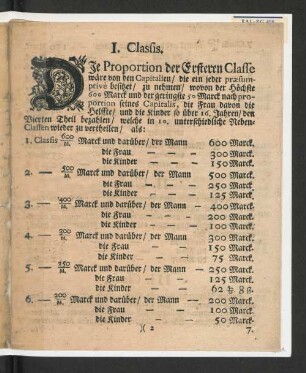 I. Classis.
DJe Proportion der Ersteren Classe
wäre von den Capitalien/ die ein jeder præsum-
ptivè besitzet/ zu nehmen/ wovon der Höchste
600 Marck und der geringste 50 Marck nach pro-
portion seines Capitalis, die Frau davon die
Helffte/ und die Kinder so über 16. Jahren/ den
Vierten Theil bezahlen/ welche in 10. unterschiedliche Neben-
Classen wieder zu vertheilen/ als:
1. Classis 600/M. Marck und darüber/ der Mann 600 Marck.
die Frau — — 300 Marck.
die Kinder — — 150 Marck.
2. — 500/M. Marck und darüber/ der Mann 500 Marck
die Frau — — 250 Marck
die Kinder — — 125 Marck.
3. — 400/M. Marck und darüber/ der Mann — 400 Marck.
die Frau — — 200 Marck.
die Kinder — — 100 Marck.
4. — 300/M. Marck und darüber/ der Mann — 300 Marck.
die Frau — — 150 Marck.
die Kinder — — 75 Marck.
5. — 250/M. Marck und darüber/ der Mann — 250 Marck.
die Frau — — 125 Marck.
die Kinder — — 62
6. — 200/M. Marck und darüber/ der Mann — 200 Marck.
die Frau — — 100 Marck.
die Kinder — — 50 Marck.
)( 2
7.